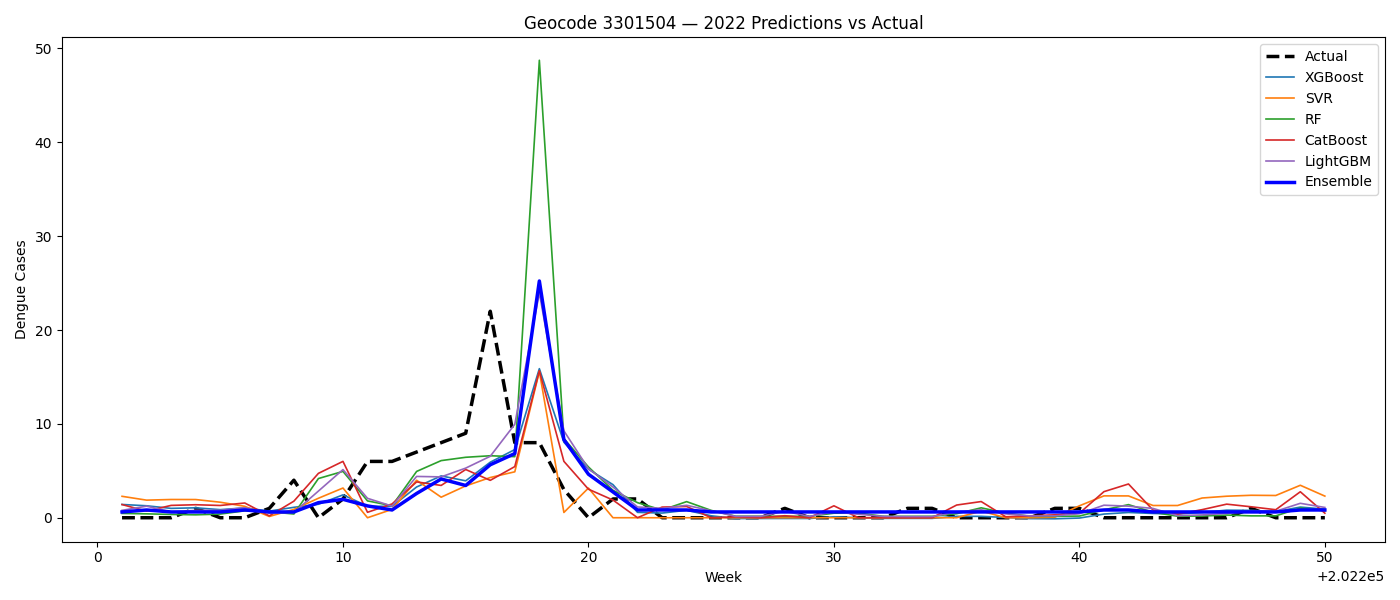 Geocode 3301504 — 2022 Predictions vs Actual
Dengue Cases
50
40
30
20
10
0
Actual
XGBoost
SVR
RF
CatBoost
LightGBM
Ensemble
0 10 20 30 40 50
Week
+2.022e5